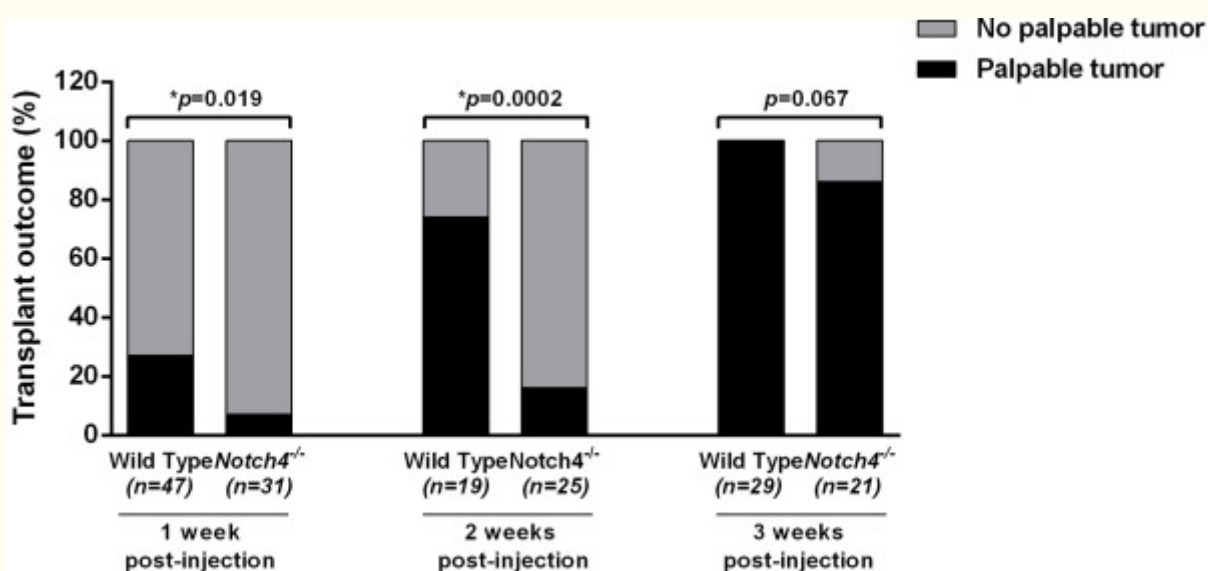 No palpable tumor
Palpable tumor
Transplant outcome (%)
120
100
80
60
40
20
0
*p=0.019
*p=0.0002
p=0.067
Wild Type Notch4-/-
(n=47) (n=31)
1 week
post-injection
Wild Type Notch4-/-
(n=19) (n=25)
2 weeks
post-injection
Wild Type Notch4-/-
(n=29) (n=21)
3 weeks
post-injection